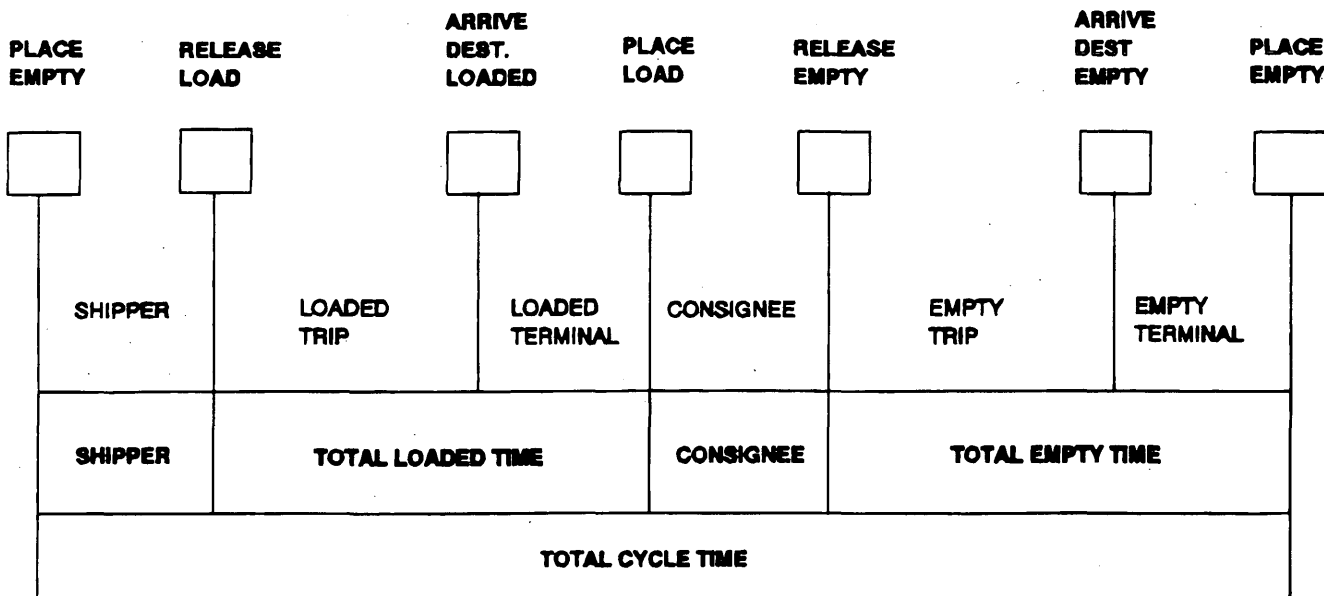 PLACE
EMPTY
RELEASE
LOAD
ARRIVE
DEST.
LOADED
PLACE
LOAD
RELEASE
EMPTY
ARRIVE
DEST
EMPTY
PLACE
EMPTY
SHIPPER
LOADED
TRIP
LOADED
TERMINAL
CONSIGNEE
EMPTY
TRIP
EMPTY
TERMINAL
SHIPPER
TOTAL LOADED TIME
CONSIGNEE
TOTAL EMPTY TIME
TOTAL CYCLE TIME